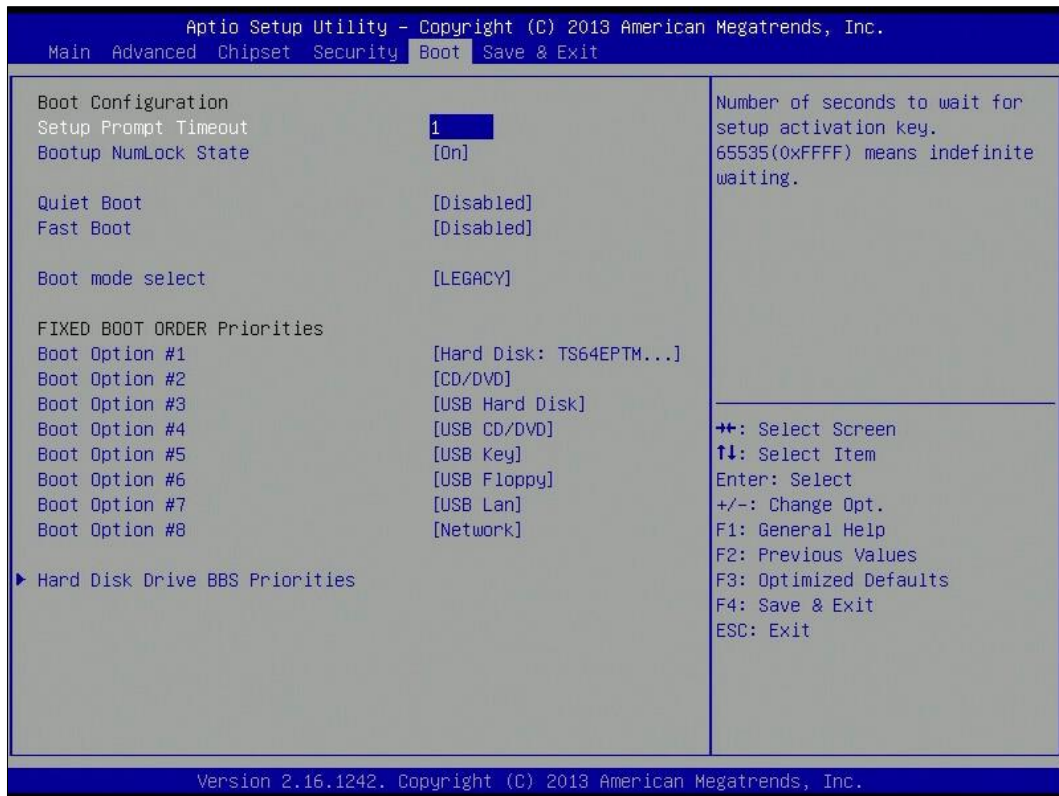 Aptio Setup Utility – Copyright (C) 2013 American Megatrends, Inc.
Main Advanced Chipset Security Boot Save & Exit
Boot Configuration
Setup Prompt Timeout 1
Bootup NumLock State [On]
Quiet Boot [Disabled]
Fast Boot [Disabled]
Boot mode select [LEGACY]
FIXED BOOT ORDER Priorities
Boot Option #1 [Hard Disk: TS64EPTM...]
Boot Option #2 [CD/DVD]
Boot Option #3 [USB Hard Disk]
Boot Option #4 [USB CD/DVD]
Boot Option #5 [USB Key]
Boot Option #6 [USB Floppy]
Boot Option #7 [USB Lan]
Boot Option #8 [Network]
▶ Hard Disk Drive BBS Priorities
Number of seconds to wait for
setup activation key.
65535(0xFFFF) means indefinite
waiting.
→←: Select Screen
↑↓: Select Item
Enter: Select
+/-: Change Opt.
F1: General Help
F2: Previous Values
F3: Optimized Defaults
F4: Save & Exit
ESC: Exit
Version 2.16.1242. Copyright (C) 2013 American Megatrends, Inc.